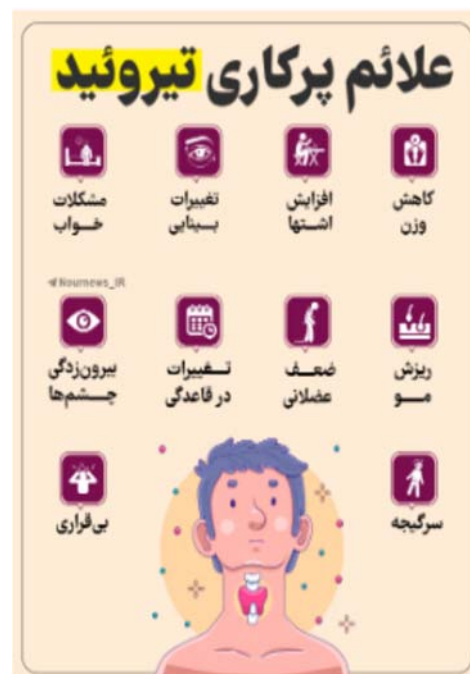 علائم پرکاری تیروئید
کاهش
وزن
افزایش
اشتها
تغییرات
بینایی
مشکلات
خواب
Nournews_IR
ریزش
مو
ضعف
عضلانی
تغییرات
در قاعدگی
بیرون‌زدگی
چشم‌ها
سرگیجه
بی‌قراری